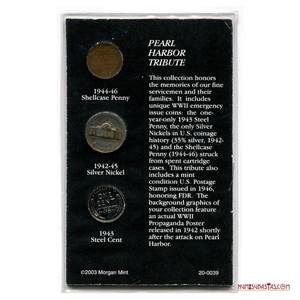 PEARL
HARBOR
TRIBUTE
This collection honors
the memories of our fine
servicemen and their
families. It includes
unique WWII emergency
issue coins: the one-
year-only 1943 Steel
Penny, the only Silver
Nickels in U.S. coinage
history (35% silver, 1942-
45) and the Shellcase
Penny (1944-46) struck
from spent cartridge
cases. This tribute also
includes a mint
condition U.S. Postage
Stamp issued in 1946,
honoring FDR. The
background graphics of
your collection feature
an actual WWII
Propaganda Poster
released in 1942 shortly
after the attack on Pearl
Harbor.
1944-46
Shellcase Penny
1942-45
Silver Nickel
1943
Steel Cent
©2003 Morgan Mint
20-0039
NUMISMASTAS.COM